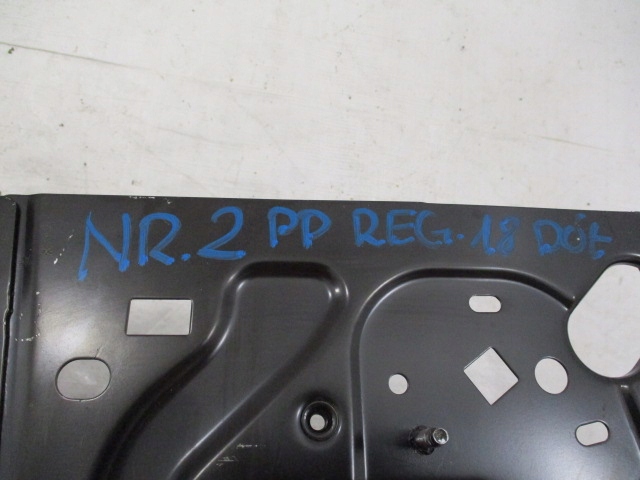 NR.2 PP REG. 1.8 DÓŁ